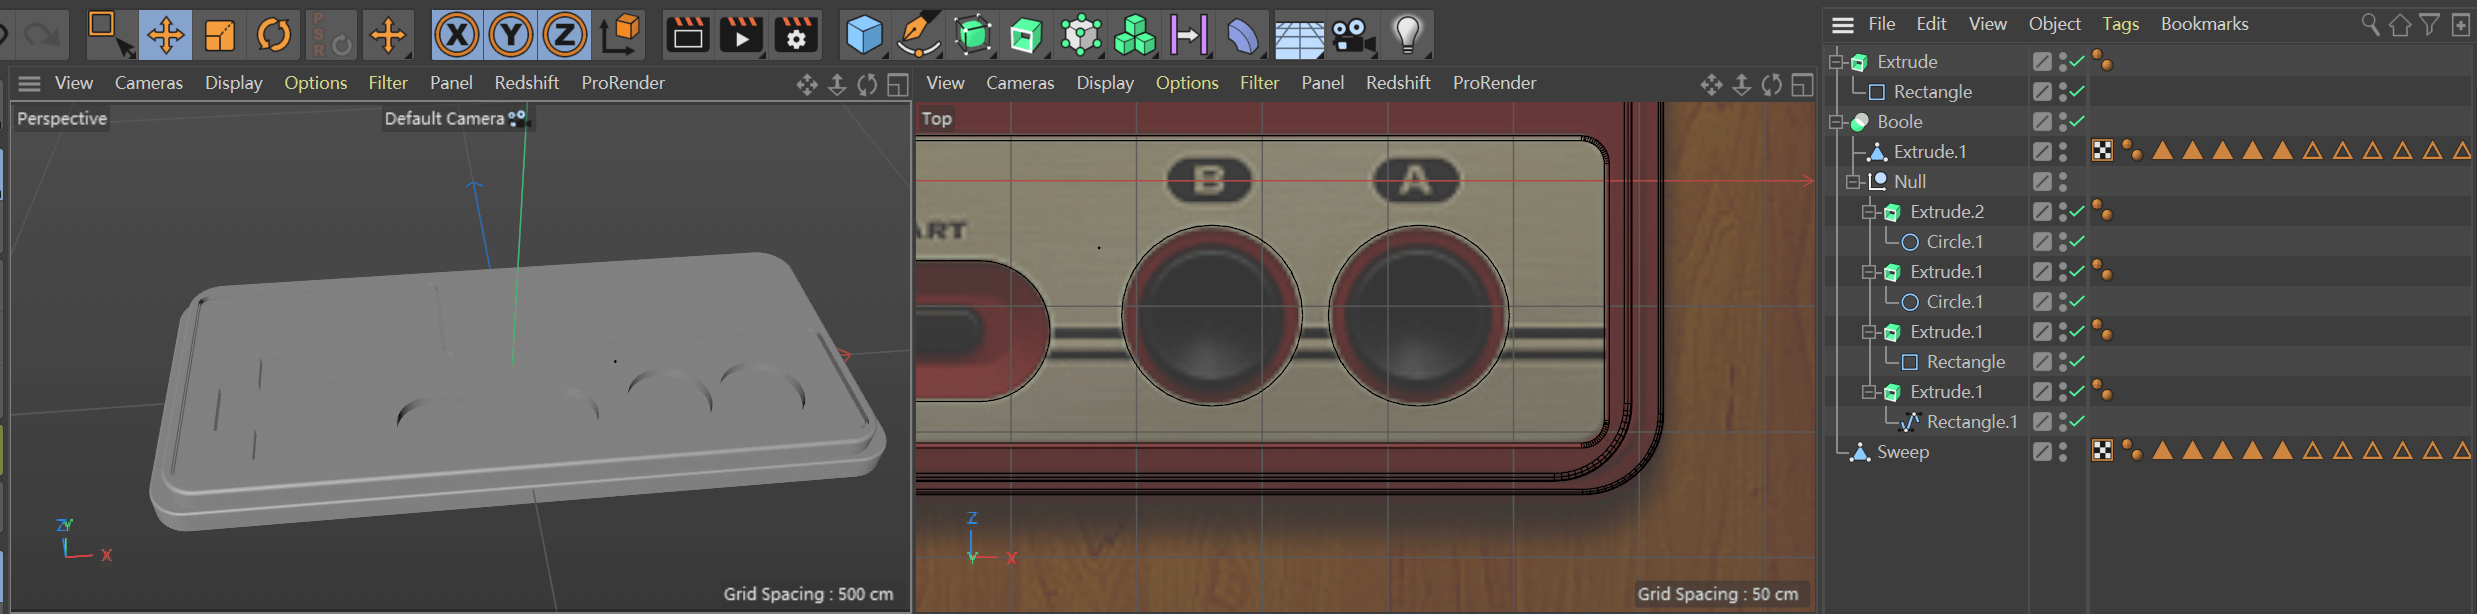 PSR
X Y Z
File Edit View Object Tags Bookmarks
View Cameras Display Options Filter Panel Redshift ProRender
View Cameras Display Options Filter Panel Redshift ProRender
Perspective
Default Camera
Top
B
A
ART
Z
Y
X
Grid Spacing : 500 cm
Z
Y
X
Grid Spacing : 50 cm
Extrude
Rectangle
Boole
Extrude.1
Null
Extrude.2
Circle.1
Extrude.1
Circle.1
Extrude.1
Rectangle
Extrude.1
Rectangle.1
Sweep